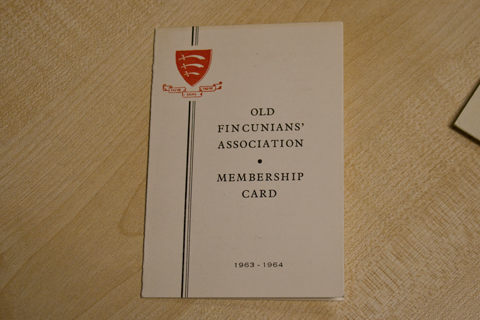 OLD
FINCUNIANS'
ASSOCIATION
MEMBERSHIP
CARD
1963 - 1964